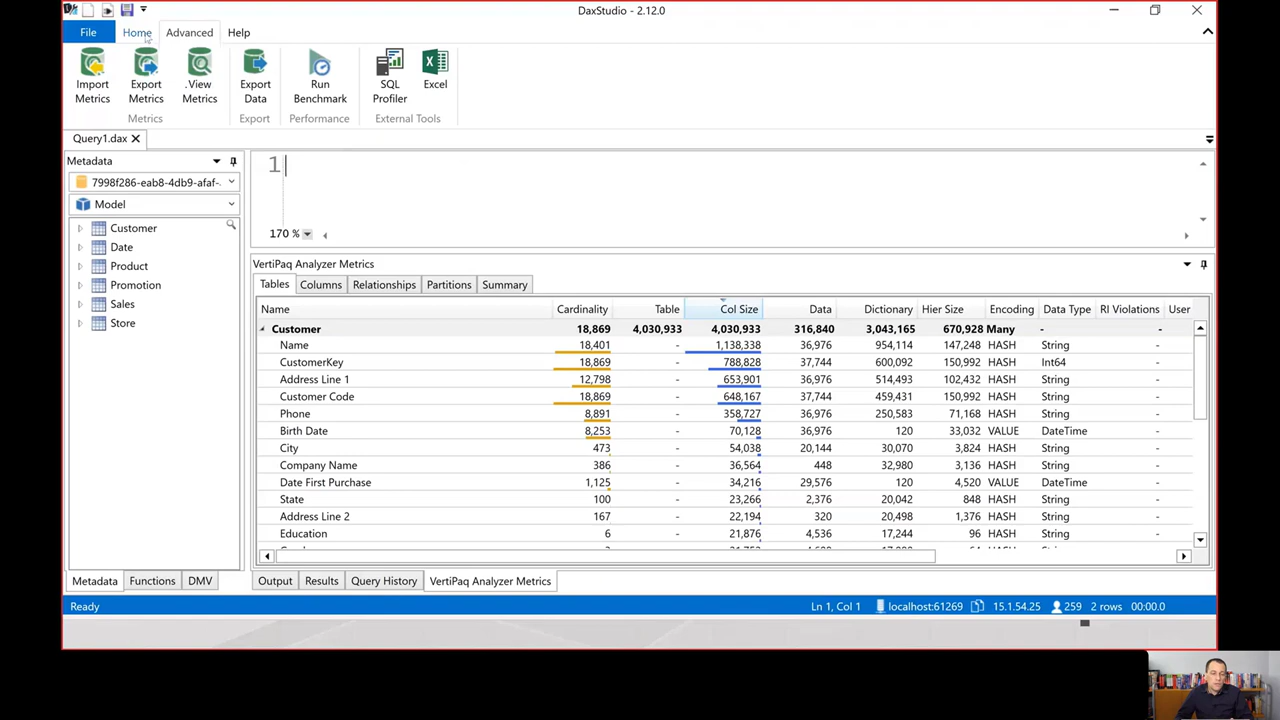 DaxStudio - 2.12.0
File Home Advanced Help
Import Metrics
Export Metrics
View Metrics
Export Data
Run Benchmark
SQL Profiler
Excel
Metrics Export Performance External Tools
Query1.dax
Metadata
7998f286-eab8-4db9-afaf-
Model
Customer
Date
Product
Promotion
Sales
Store
1
170 %
VertiPaq Analyzer Metrics
Tables Columns Relationships Partitions Summary
Name Cardinality Table Col Size Data Dictionary Hier Size Encoding Data Type RI Violations User
Customer 18,869 4,030,933 4,030,933 316,840 3,043,165 670,928 Many - -
Name 18,401 - 1,138,338 36,976 954,114 147,248 HASH String -
CustomerKey 18,869 - 788,828 37,744 600,092 150,992 HASH Int64 -
Address Line 1 12,798 - 653,901 36,976 514,493 102,432 HASH String -
Customer Code 18,869 - 648,167 37,744 459,431 150,992 HASH String -
Phone 8,891 - 358,727 36,976 250,583 71,168 HASH String -
Birth Date 8,253 - 70,128 36,976 120 33,032 VALUE DateTime -
City 473 - 54,038 20,144 30,070 3,824 HASH String -
Company Name 386 - 36,564 448 32,980 3,136 HASH String -
Date First Purchase 1,125 - 34,216 29,576 120 4,520 VALUE DateTime -
State 100 - 23,266 2,376 20,042 848 HASH String -
Address Line 2 167 - 22,194 320 20,498 1,376 HASH String -
Education 6 - 21,876 4,536 17,244 96 HASH String -
Metadata Functions DMV
Output Results Query History VertiPaq Analyzer Metrics
Ready Ln 1, Col 1 localhost:61269 15.1.54.25 259 2 rows 00:00.0